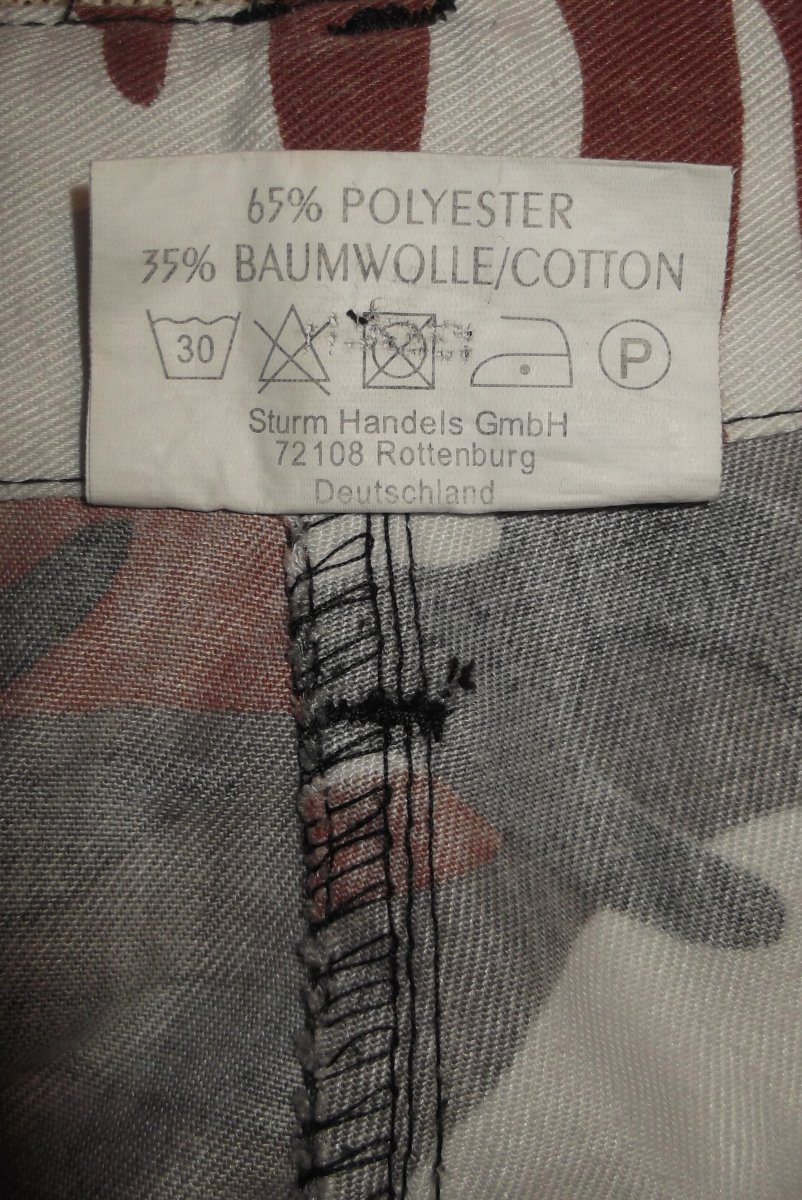 65% POLYESTER
35% BAUMWOLLE/COTTON
30 P
Sturm Handels GmbH
72108 Rottenburg
Deutschland